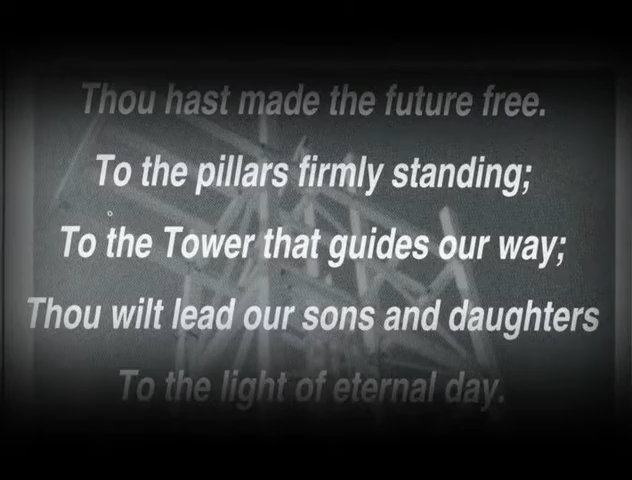 Thou hast made the future free.
To the pillars firmly standing;
To the Tower that guides our way;
Thou wilt lead our sons and daughters
To the light of eternal day.